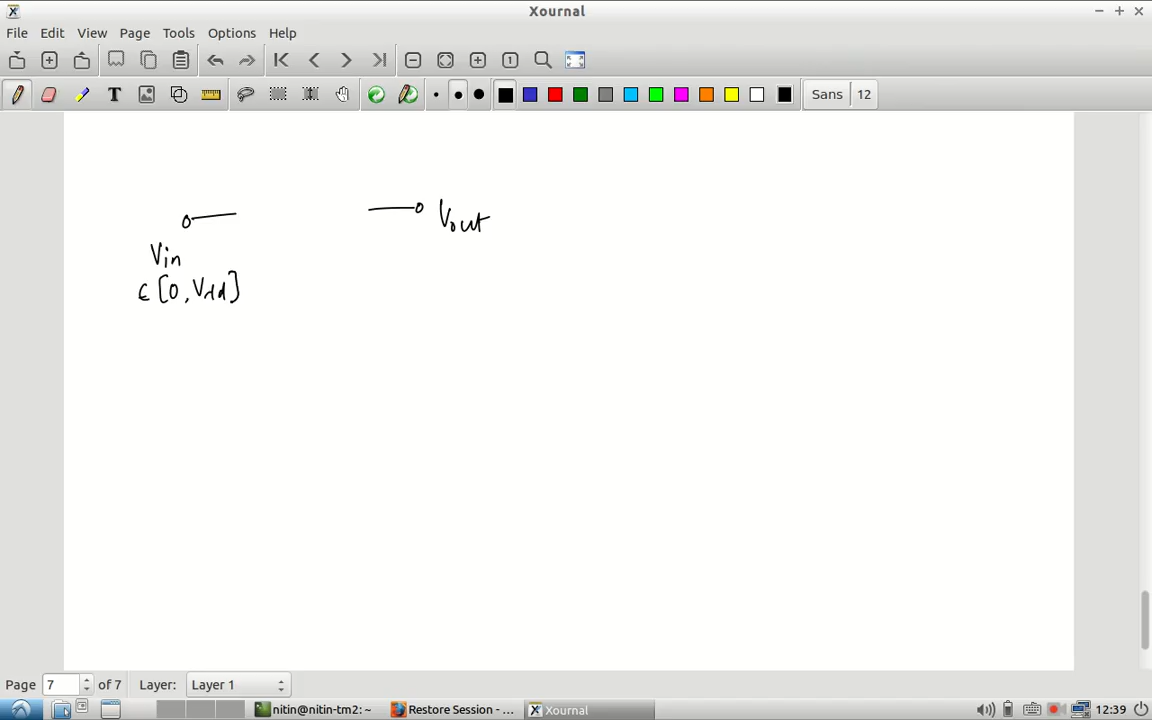 Xournal
File Edit View Page Tools Options Help
Sans 12
Vin
Vout
ϵ [0, Vdd]
Page 7 of 7 Layer: Layer 1
nitin@nitin-tm2: ~ Restore Session - ... Xournal 12:39